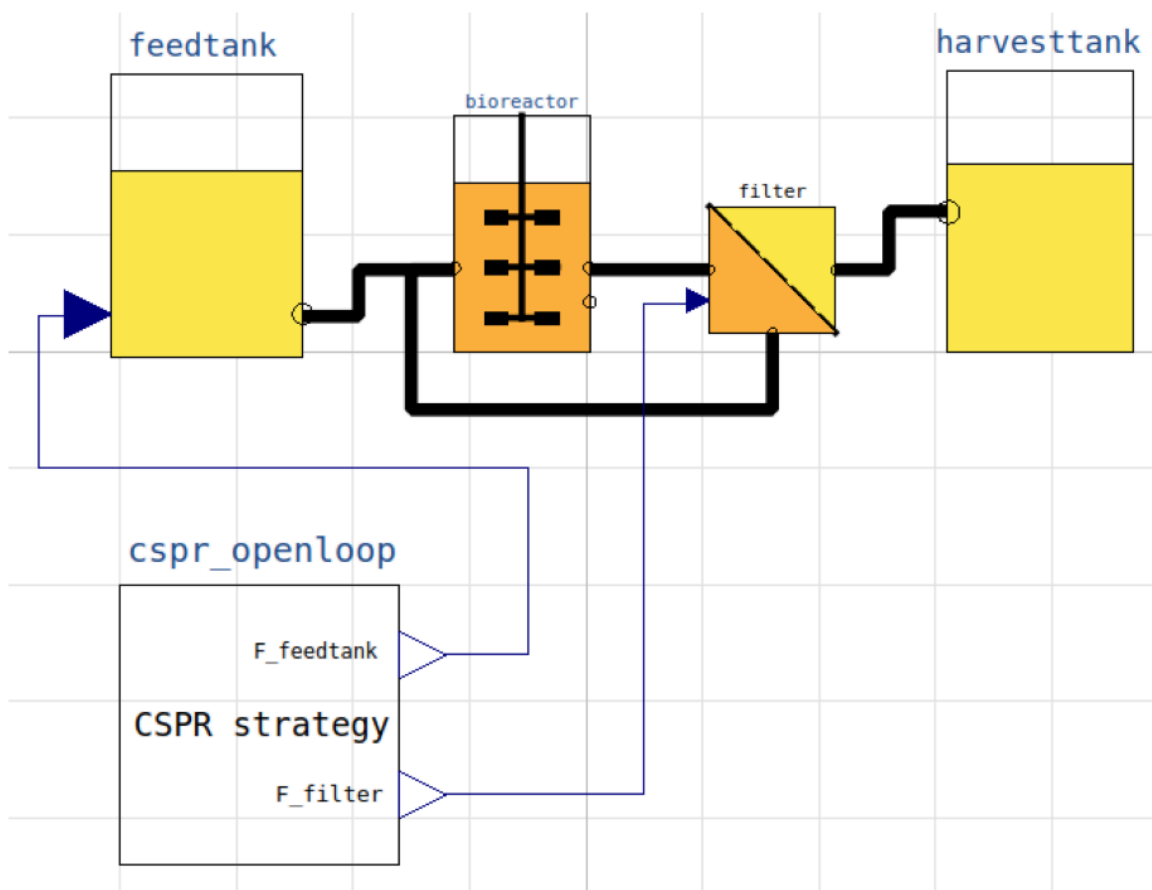 feedtank
harvesttank
bioreactor
filter
cspr_openloop
F_feedtank
CSPR strategy
F_filter